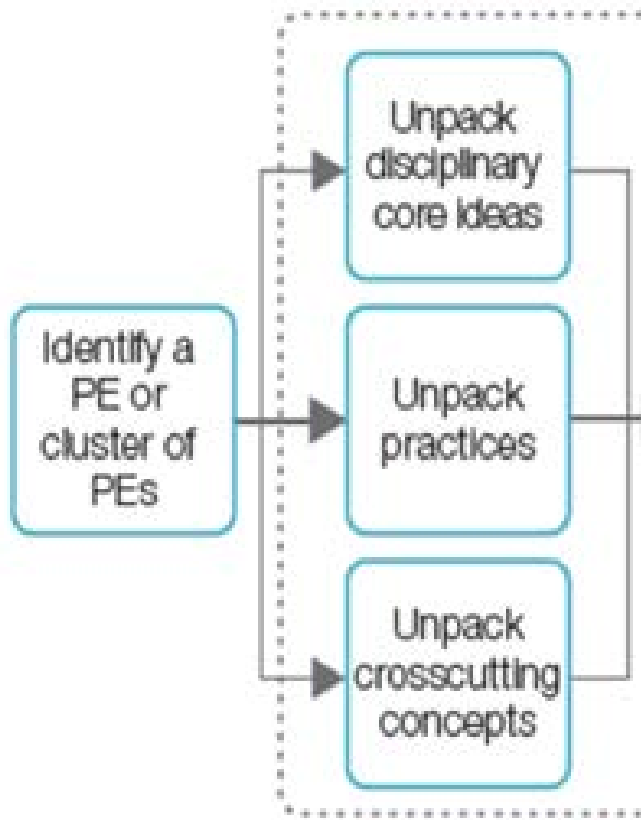 Identify a
PE or
cluster of
PEs
Unpack
disciplinary
core ideas
Unpack
practices
Unpack
crosscutting
concepts